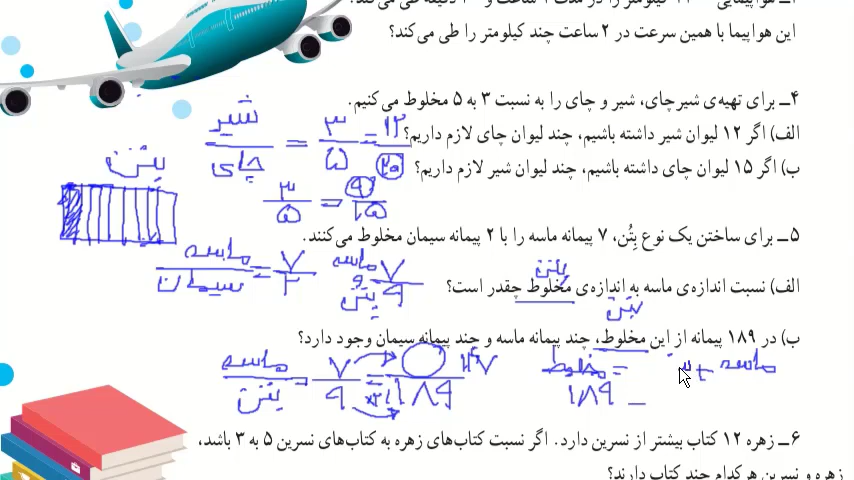 این هواپیما با همین سرعت در ۲ ساعت چند کیلومتر را طی می‌کند؟
۴ــ برای تهیه‌ی شیرچای، شیر و چای را به نسبت ۳ به ۵ مخلوط می‌کنیم.
الف) اگر ۱۲ لیوان شیر داشته باشیم، چند لیوان چای لازم داریم؟
شیر
چای
=
۳
۵
=
۱۲
۲۰
ب) اگر ۱۵ لیوان چای داشته باشیم، چند لیوان شیر لازم داریم؟
بتن
۳
۵
=
۹
۱۵
۵ــ برای ساختن یک نوع بِتُن، ۷ پیمانه ماسه را با ۲ پیمانه سیمان مخلوط می‌کنند.
ماسه
سیمان
=
۷
۲
ماسه
و
بتن
۷
۹
بتن
الف) نسبت اندازه‌ی ماسه به اندازه‌ی مخلوط چقدر است؟
بتن
ب) در ۱۸۹ پیمانه از این مخلوط، چند پیمانه ماسه و چند پیمانه سیمان وجود دارد؟
ماسه
بتن
=
۷
۹
=
۱۸۹
۱۴۷
مخلوط
=
۱۸۹
ماسه
+
۶ــ زهره ۱۲ کتاب بیشتر از نسرین دارد. اگر نسبت کتاب‌های زهره به کتاب‌های نسرین ۵ به ۳ باشد،
زهره و نسرین هرکدام چند کتاب دارند؟